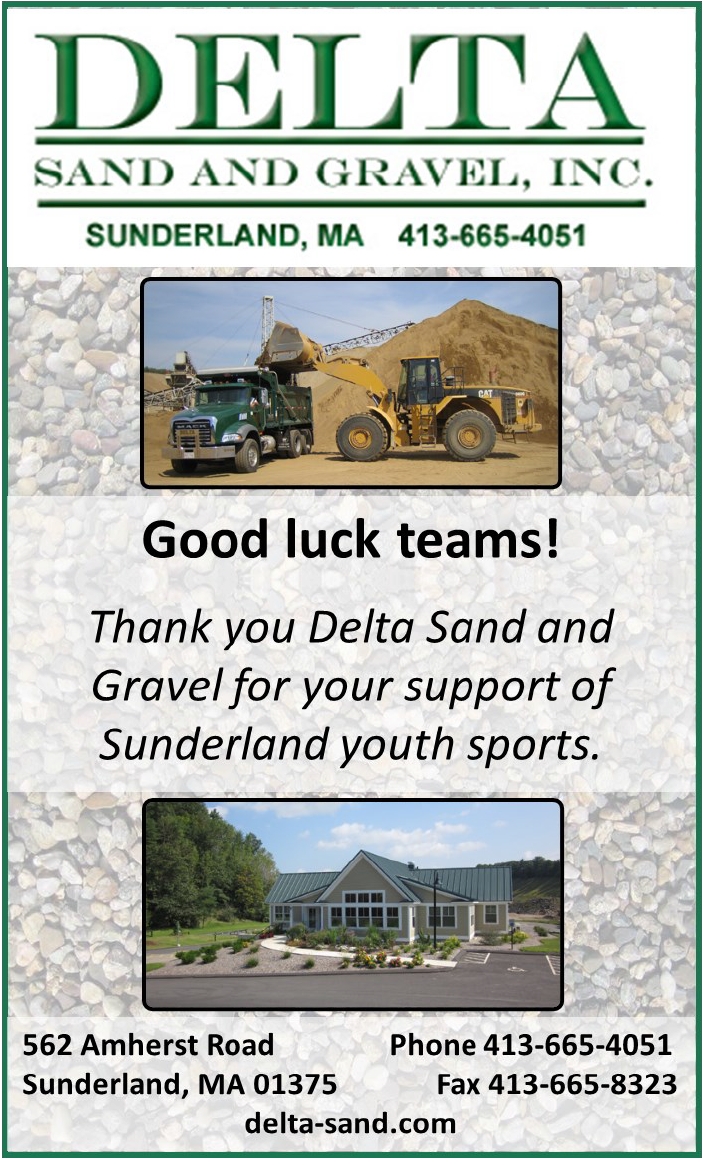 DELTA
SAND AND GRAVEL, INC.
SUNDERLAND, MA 413-665-4051
MACK
CAT
Good luck teams!
Thank you Delta Sand and
Gravel for your support of
Sunderland youth sports.
562 Amherst Road Phone 413-665-4051
Sunderland, MA 01375 Fax 413-665-8323
delta-sand.com